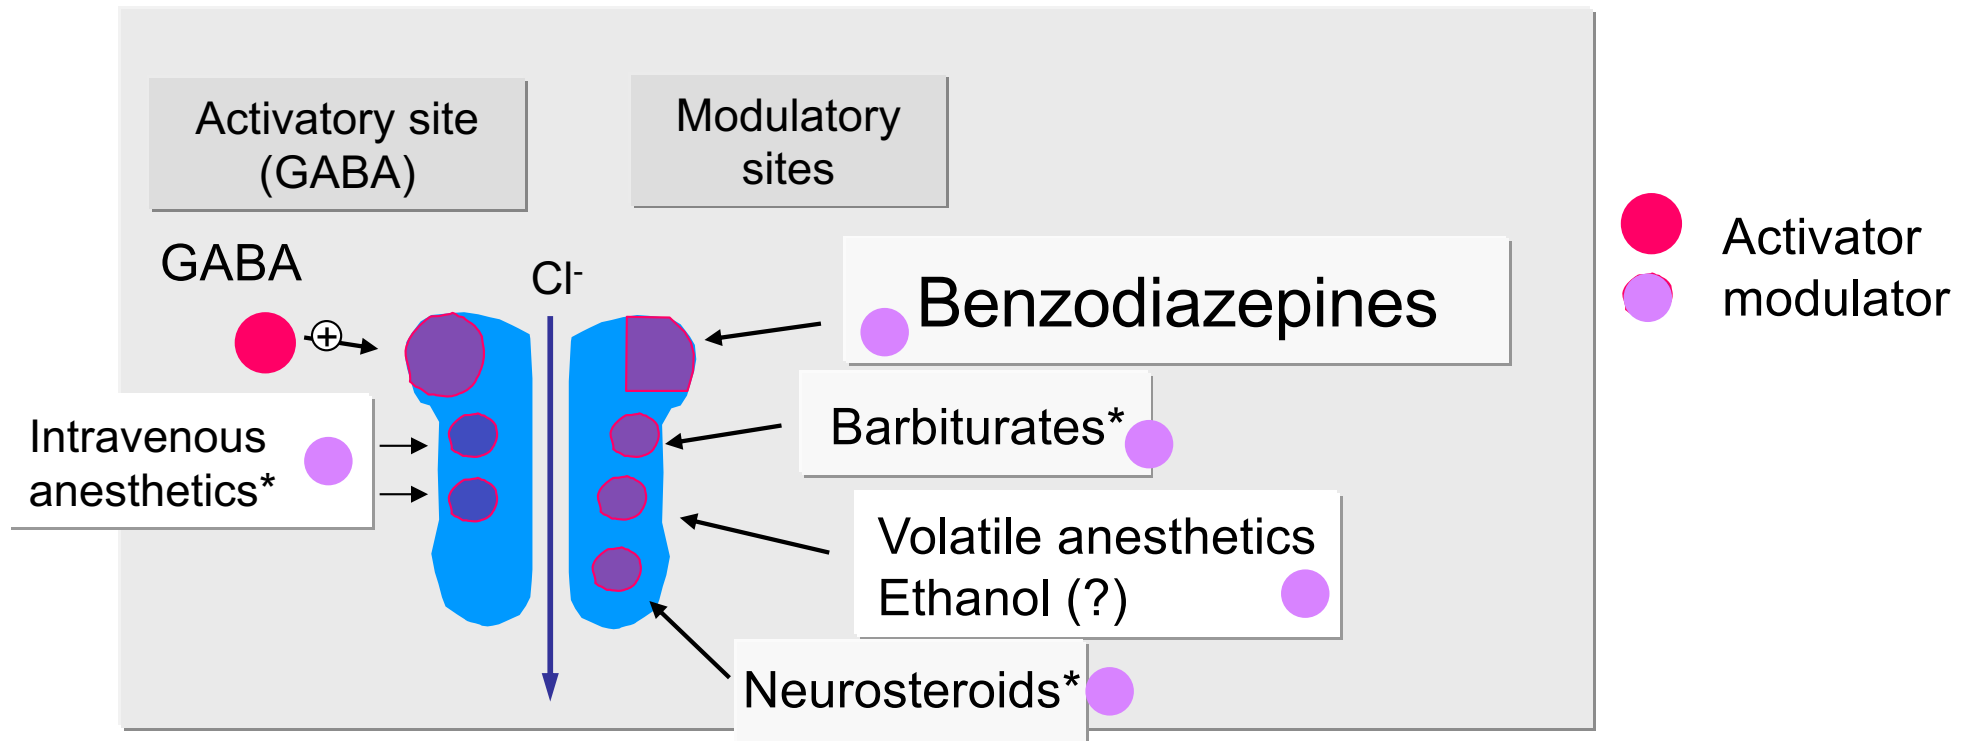 Activatory site
(GABA)
Modulatory
sites
GABA
Cl-
+
Benzodiazepines
Activator
modulator
Barbiturates*
Intravenous
anesthetics*
Volatile anesthetics
Ethanol (?)
Neurosteroids*